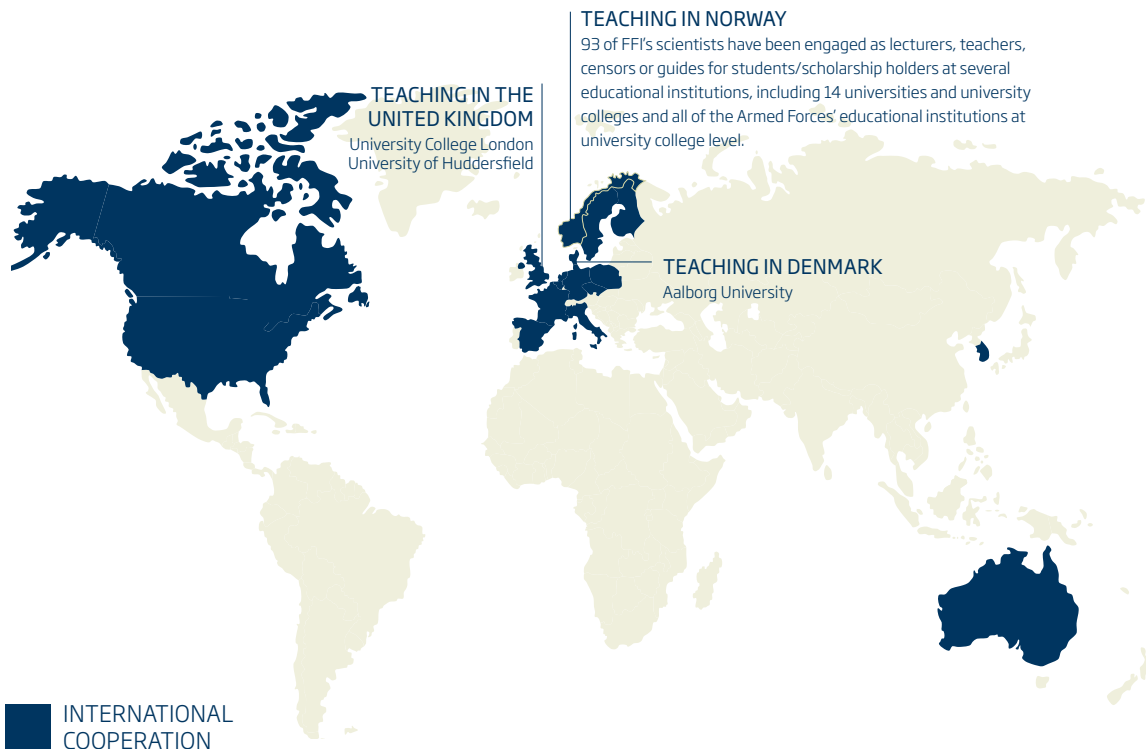 TEACHING IN NORWAY
93 of FFI's scientists have been engaged as lecturers, teachers,
censors or guides for students/scholarship holders at several
educational institutions, including 14 universities and university
colleges and all of the Armed Forces' educational institutions at
university college level.
TEACHING IN THE
UNITED KINGDOM
University College London
University of Huddersfield
TEACHING IN DENMARK
Aalborg University
INTERNATIONAL
COOPERATION